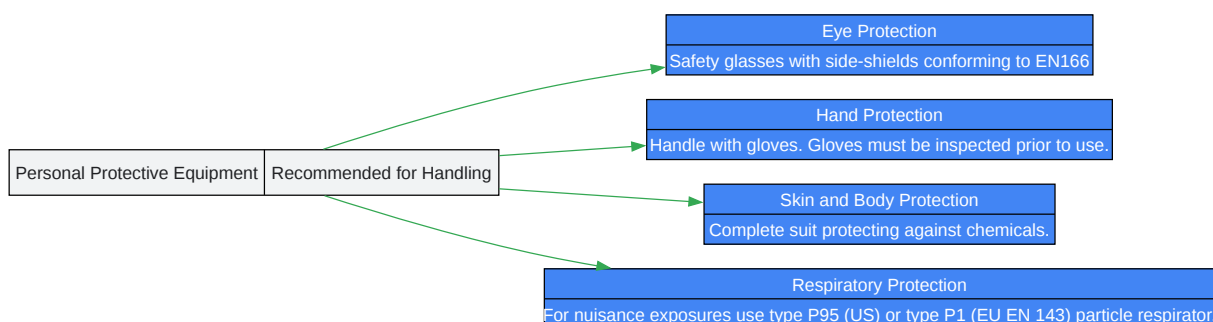 Eye Protection
Safety glasses with side-shields conforming to EN166
Hand Protection
Handle with gloves. Gloves must be inspected prior to use.
Personal Protective Equipment
Recommended for Handling
Skin and Body Protection
Complete suit protecting against chemicals.
Respiratory Protection
For nuisance exposures use type P95 (US) or type P1 (EU EN 143) particle respirator